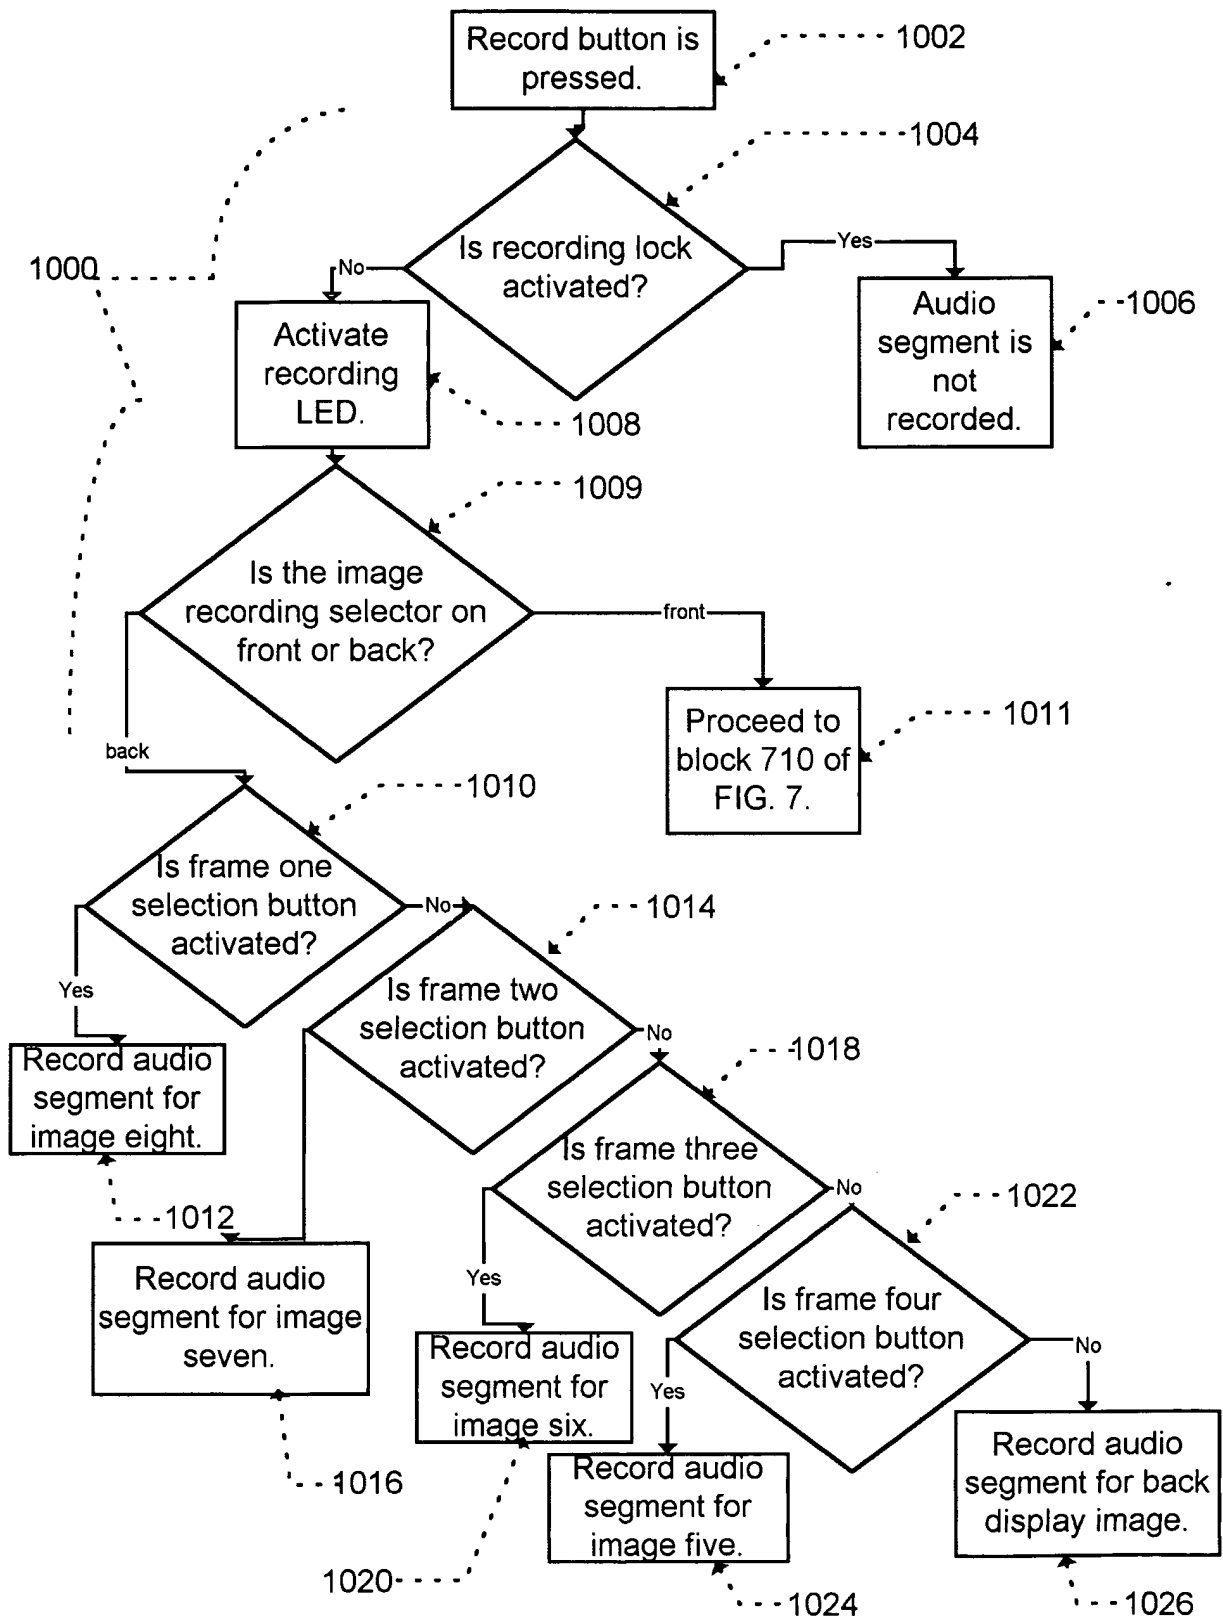 Record button is
pressed.
1002
1004
Is recording lock
activated?
Yes
No
1000
Audio
segment is
not
recorded.
1006
Activate
recording
LED.
1008
1009
Is the image
recording selector on
front or back?
front
back
Proceed to
block 710 of
FIG. 7.
1011
1010
Is frame one
selection button
activated?
No
Yes
1014
Is frame two
selection button
activated?
No
Record audio
segment for
image eight.
1012
1018
Is frame three
selection button
activated?
No
Yes
1022
Record audio
segment for image
seven.
1016
Is frame four
selection button
activated?
No
Yes
Record audio
segment for
image six.
1020
Record audio
segment for
image five.
1024
Record audio
segment for back
display image.
1026